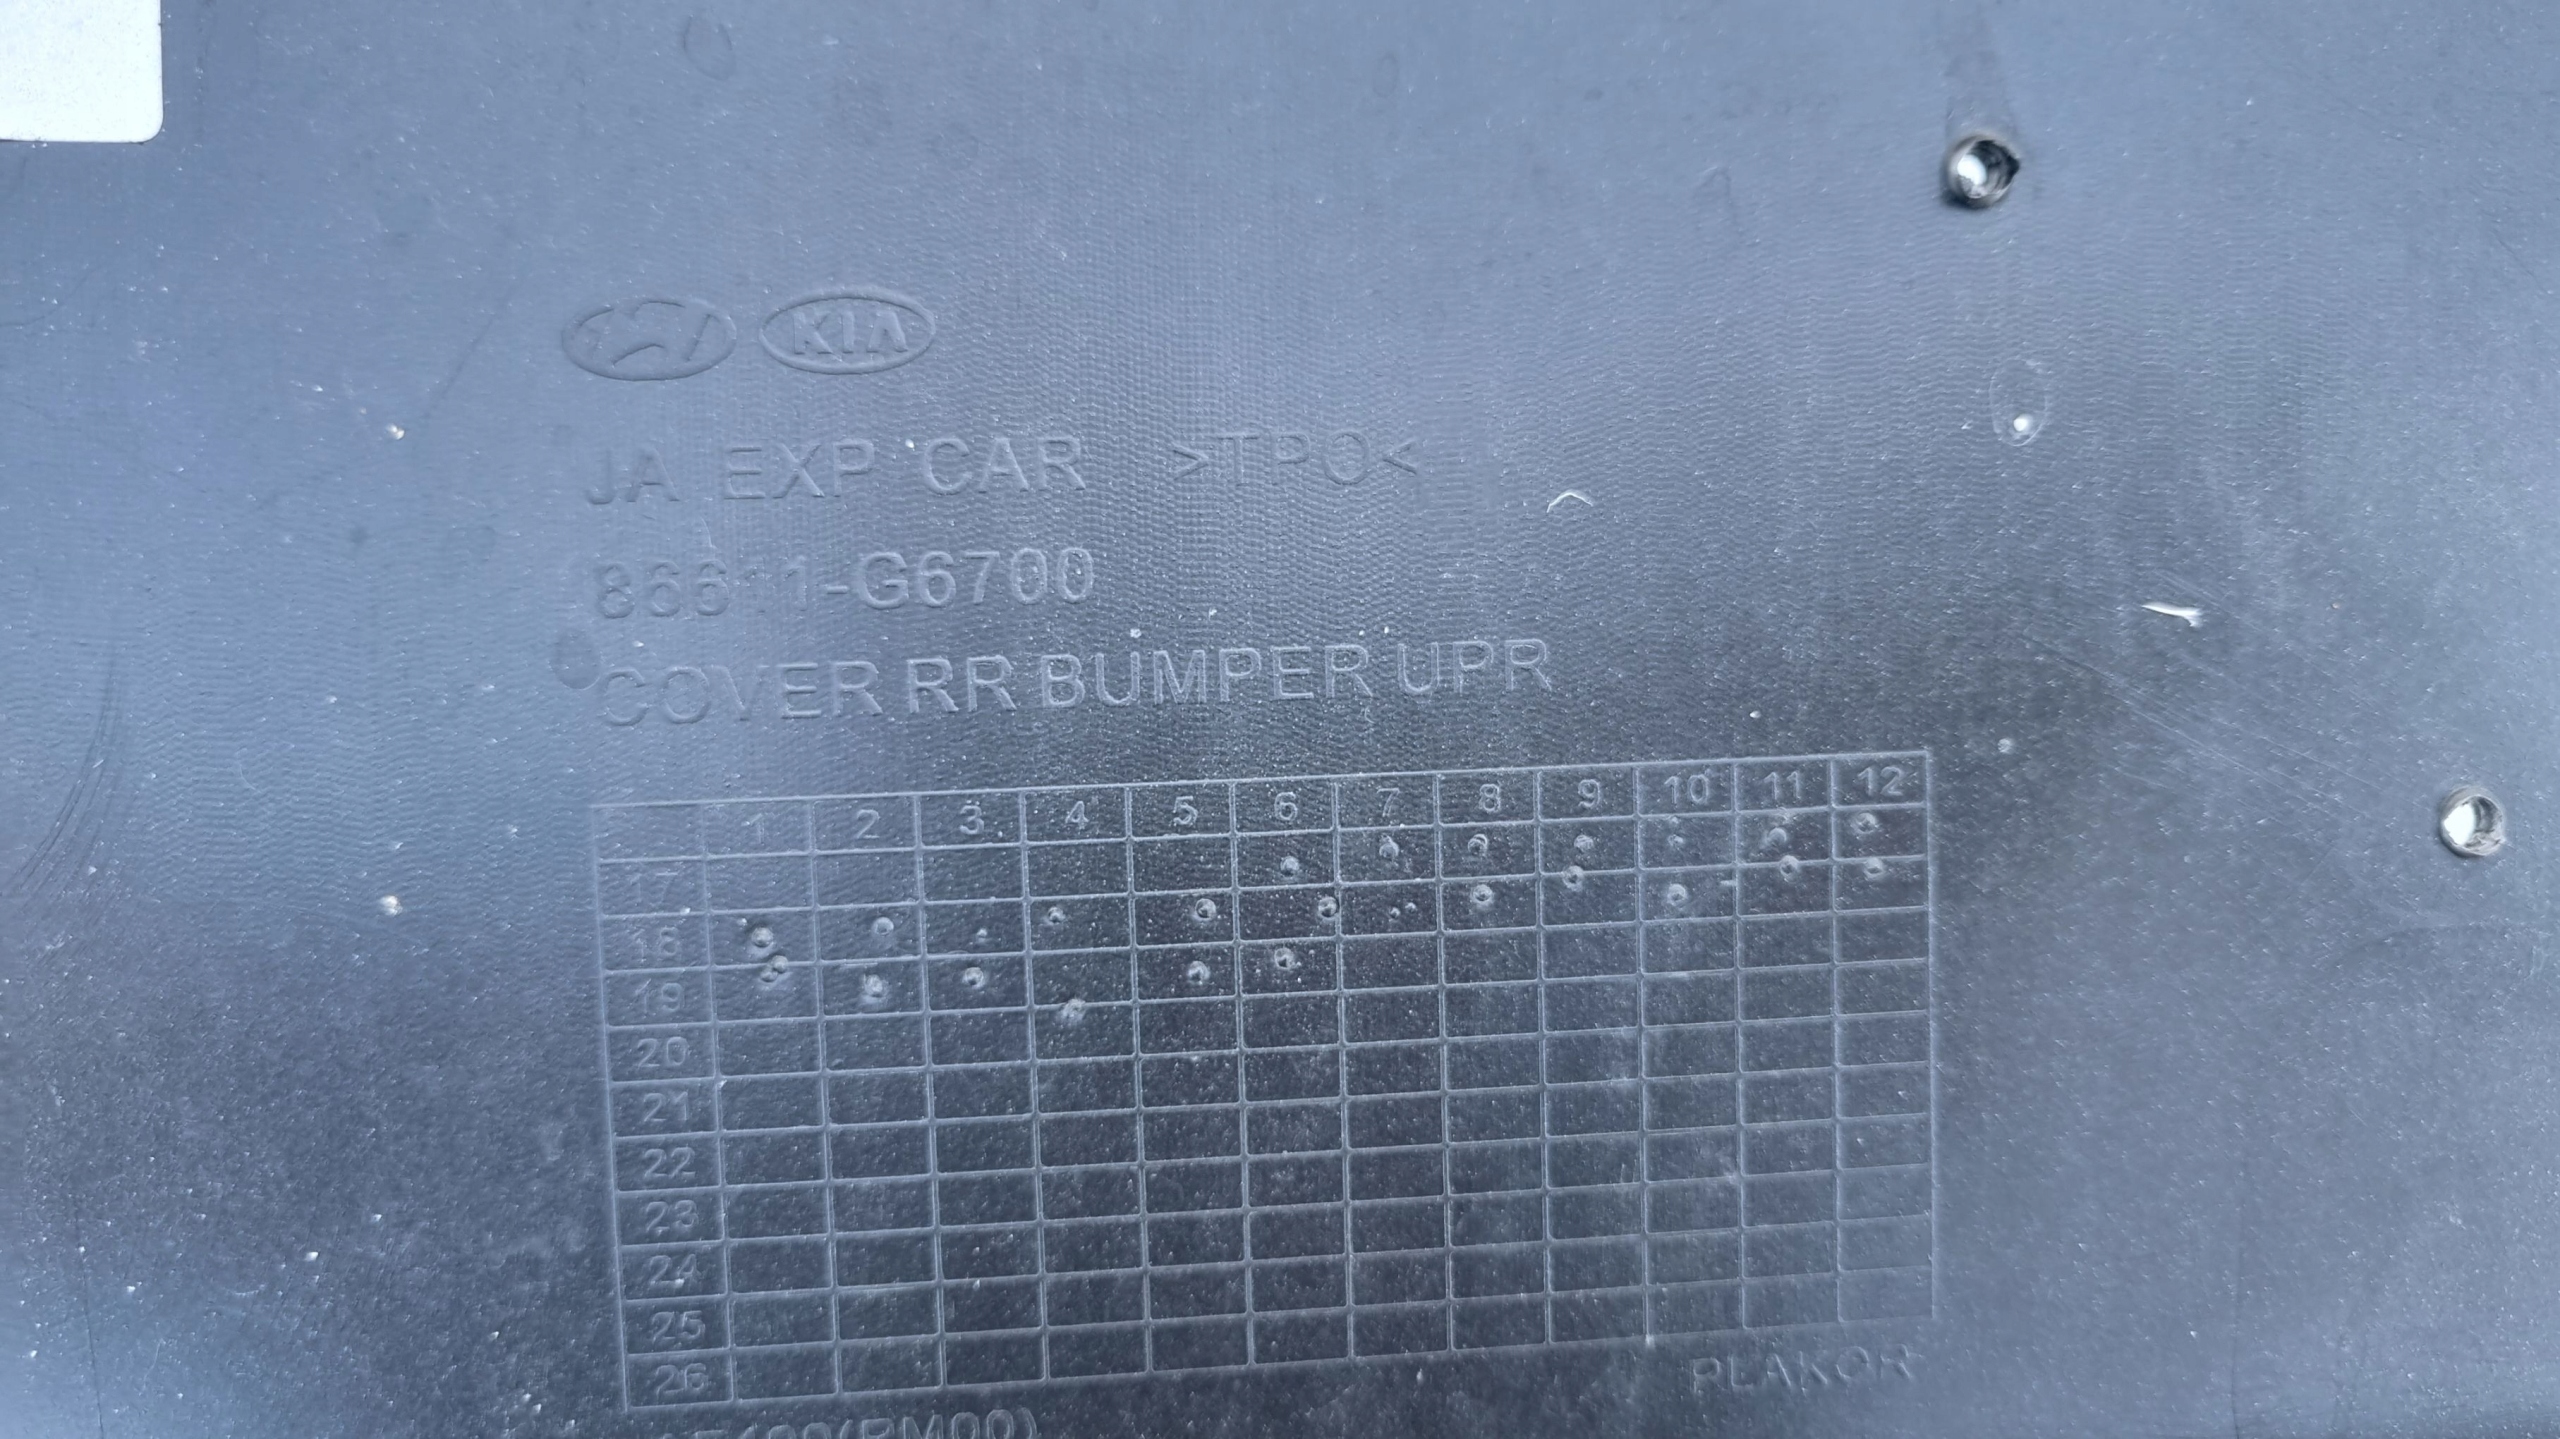 KIA
JA EXP CAR >TPO<
86611-G6700
COVER RR BUMPER UPR
1 2 3 4 5 6 7 8 9 10 11 12
17
18
19
20
21
22
23
24
25
26
PLAKOR